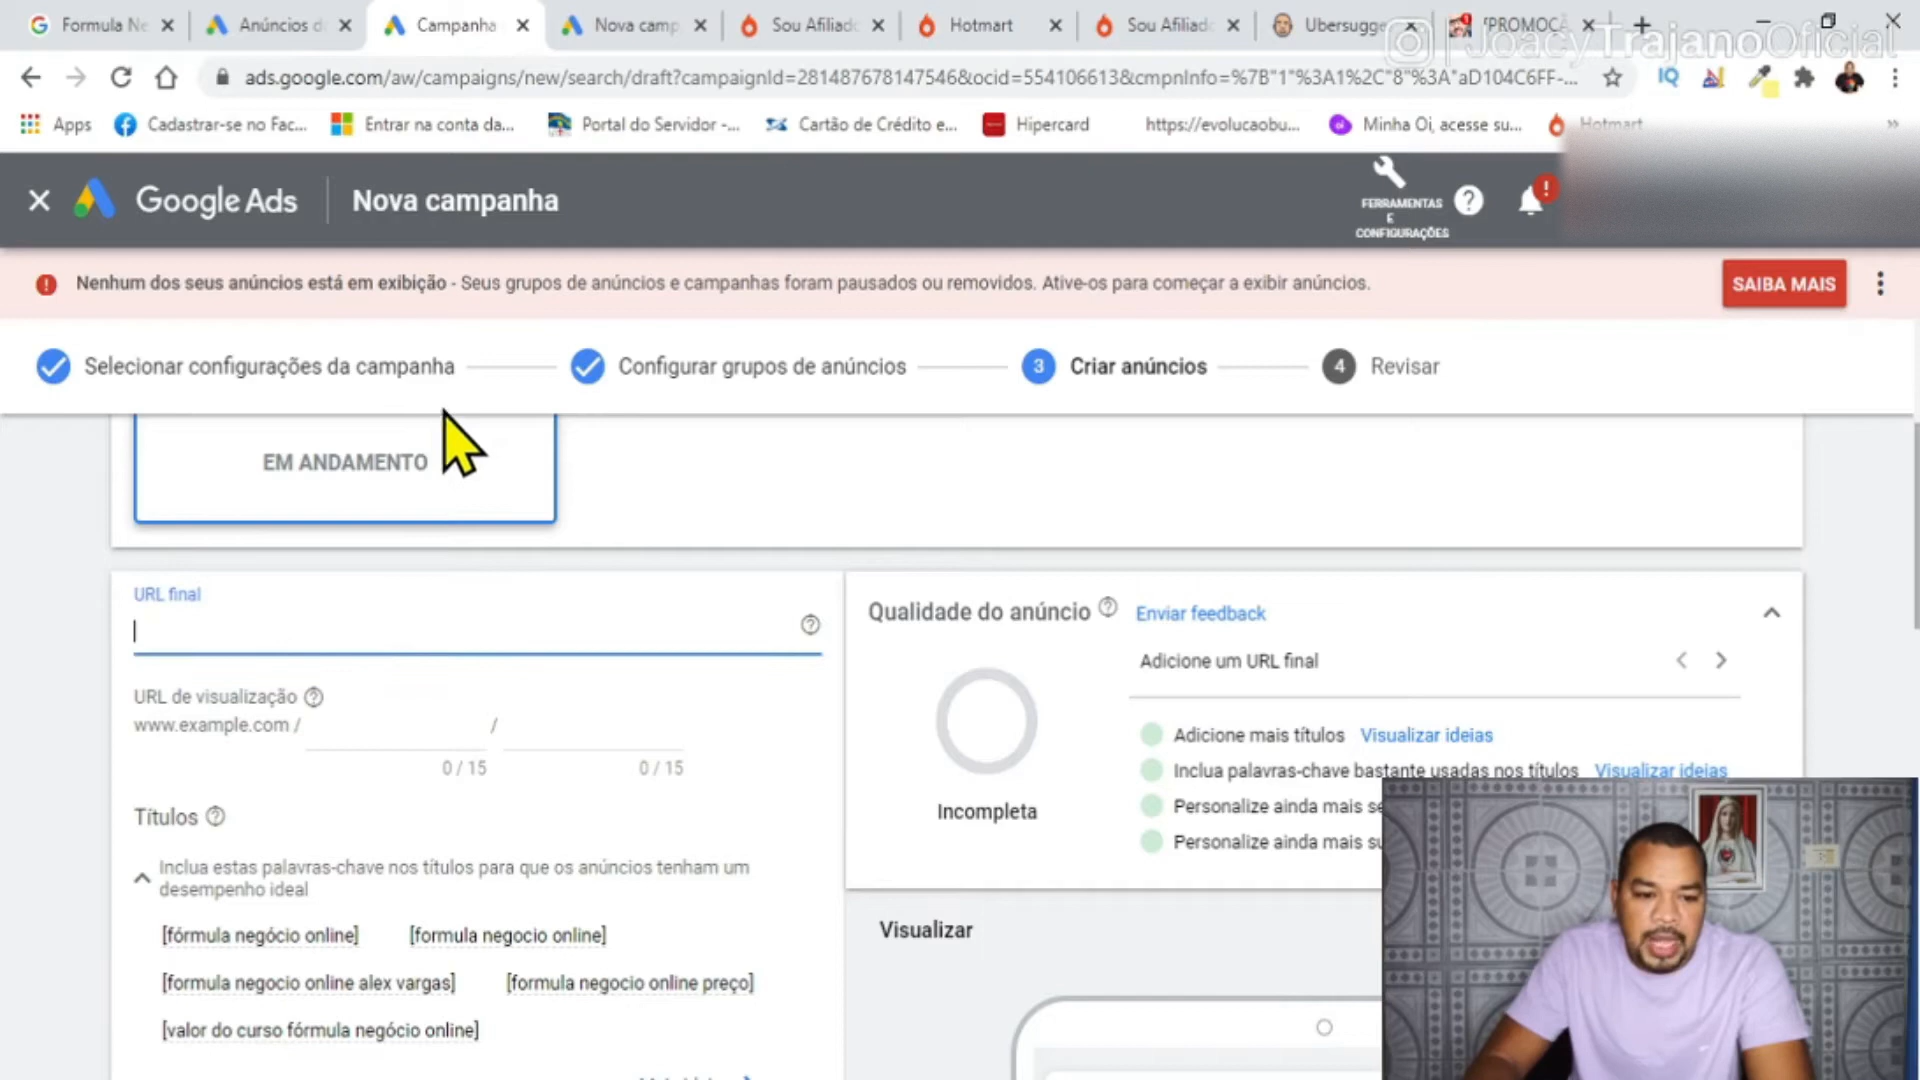 Formula Ne
Anúncios d
Campanha
Nova camp
Sou Afiliado
Hotmart
Sou Afiliado
Ubersugge
JoacyTrajanoOficial
ads.google.com/aw/campaigns/new/search/draft?campaignId=281487678147546&ocid=554106613&cmpnInfo=%7B"1"%3A1%2C"8"%3A"aD104C6FF-...
Apps
Cadastrar-se no Fac...
Entrar na conta da...
Portal do Servidor -...
Cartão de Crédito e...
Hipercard
https://evolucaobu...
Minha Oi, acesse su...
Hotmart
Google Ads
Nova campanha
FERRAMENTAS
E
CONFIGURAÇÕES
Nenhum dos seus anúncios está em exibição - Seus grupos de anúncios e campanhas foram pausados ou removidos. Ative-os para começar a exibir anúncios.
SAIBA MAIS
Selecionar configurações da campanha
Configurar grupos de anúncios
3 Criar anúncios
4 Revisar
EM ANDAMENTO
URL final
URL de visualização
www.example.com /
/
0 / 15
0 / 15
Títulos
Inclua estas palavras-chave nos títulos para que os anúncios tenham um
desempenho ideal
[fórmula negócio online]
[formula negocio online]
[formula negocio online alex vargas]
[formula negocio online preço]
[valor do curso fórmula negócio online]
Qualidade do anúncio
Enviar feedback
Adicione um URL final
Incompleta
Adicione mais títulos Visualizar ideias
Inclua palavras-chave bastante usadas nos títulos Visualizar ideias
Personalize ainda mais se
Personalize ainda mais su
Visualizar